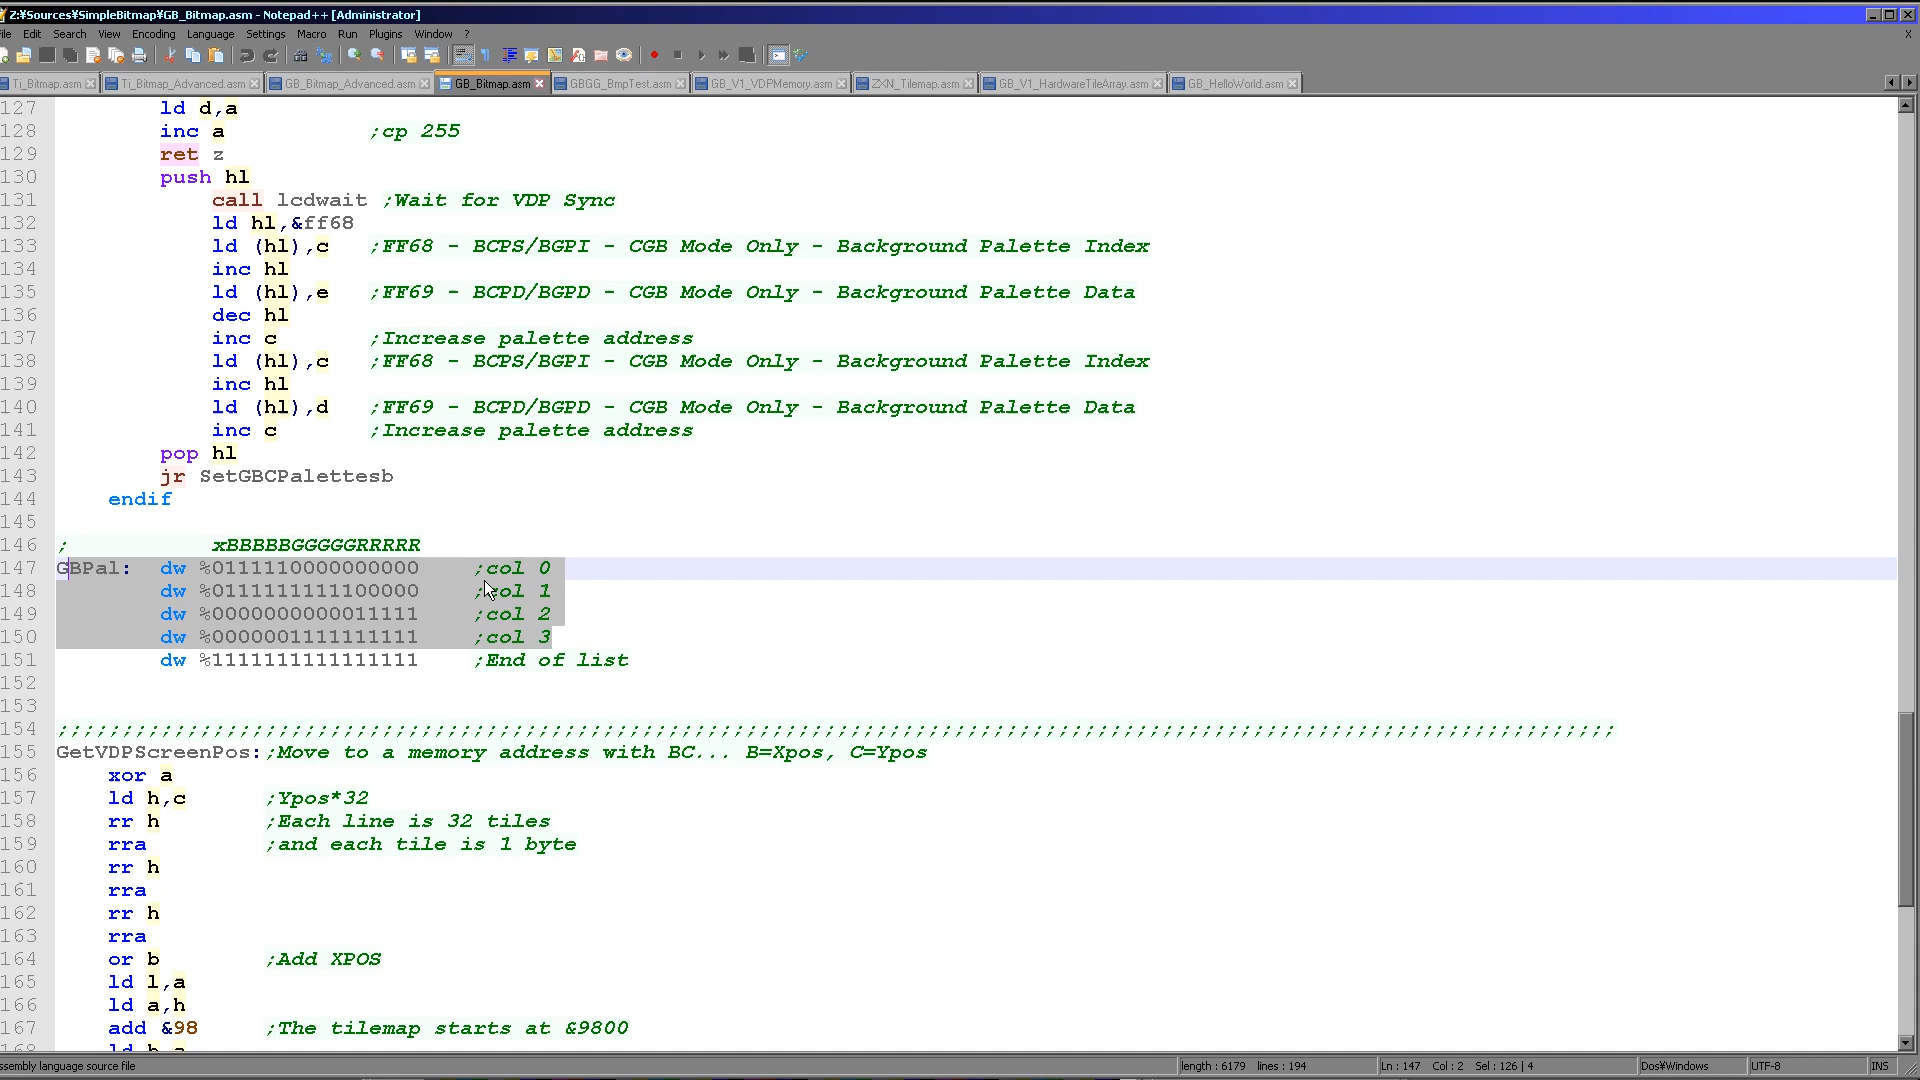 Z:¥Sources¥SimpleBitmap¥GB_Bitmap.asm - Notepad++ [Administrator]
ile Edit Search View Encoding Language Settings Macro Run Plugins Window ? X
Ti_Bitmap.asm Ti_Bitmap_Advanced.asm GB_Bitmap_Advanced.asm GB_Bitmap.asm GBGG_BmpTest.asm GB_V1_VDPMemory.asm ZXN_Tilemap.asm GB_V1_HardwareTileArray.asm GB_HelloWorld.asm
127 ld d,a
128 inc a ;cp 255
129 ret z
130 push hl
131 call lcdwait ;Wait for VDP Sync
132 ld hl,&ff68
133 ld (hl),c ;FF68 - BCPS/BGPI - CGB Mode Only - Background Palette Index
134 inc hl
135 ld (hl),e ;FF69 - BCPD/BGPD - CGB Mode Only - Background Palette Data
136 dec hl
137 inc c ;Increase palette address
138 ld (hl),c ;FF68 - BCPS/BGPI - CGB Mode Only - Background Palette Index
139 inc hl
140 ld (hl),d ;FF69 - BCPD/BGPD - CGB Mode Only - Background Palette Data
141 inc c ;Increase palette address
142 pop hl
143 jr SetGBCPalettesb
144 endif
145
146 ; xBBBBBGGGGGRRRRR
147 GBPal: dw %0111110000000000 ;col 0
148 dw %0111111111100000 ;col 1
149 dw %0000000000011111 ;col 2
150 dw %0000001111111111 ;col 3
151 dw %1111111111111111 ;End of list
152
153
154 ;;;;;;;;;;;;;;;;;;;;;;;;;;;;;;;;;;;;;;;;;;;;;;;;;;;;;;;;;;;;;;;;;;;;;;;;;;;;;;;;;;;;;;;;;;;;;;;;;;;;;;;;;;;;;;;;;;;;;;;;
155 GetVDPScreenPos:;Move to a memory address with BC... B=Xpos, C=Ypos
156 xor a
157 ld h,c ;Ypos*32
158 rr h ;Each line is 32 tiles
159 rra ;and each tile is 1 byte
160 rr h
161 rra
162 rr h
163 rra
164 or b ;Add XPOS
165 ld l,a
166 ld a,h
167 add &98 ;The tilemap starts at &9800
168 ld h,a
ssembly language source file length : 6179 lines : 194 Ln : 147 Col : 2 Sel : 126 | 4 Dos¥Windows UTF-8 INS